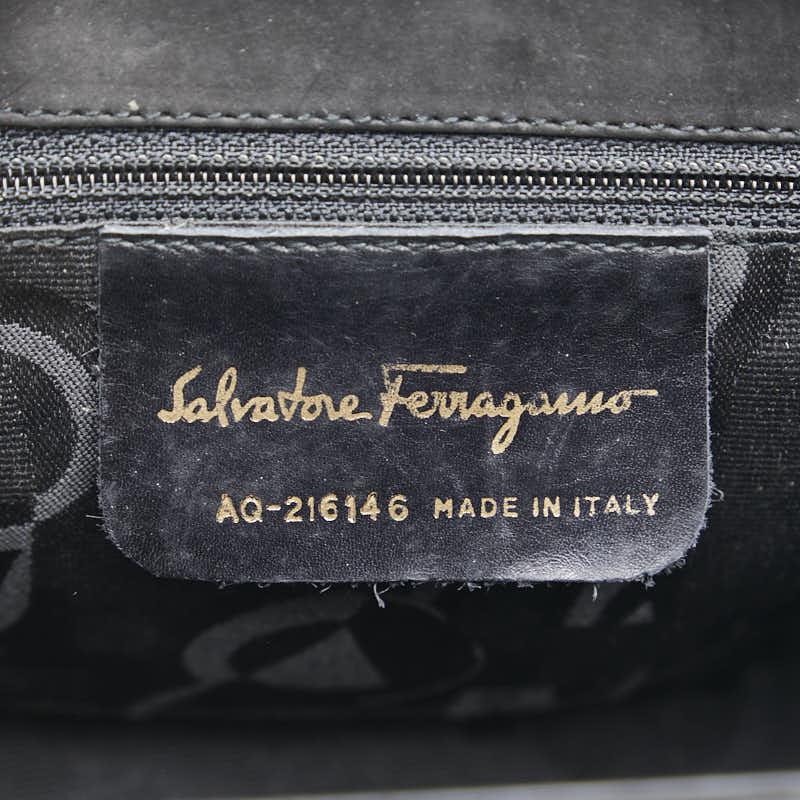 Salvatore Ferragamo
AQ-216146 MADE IN ITALY